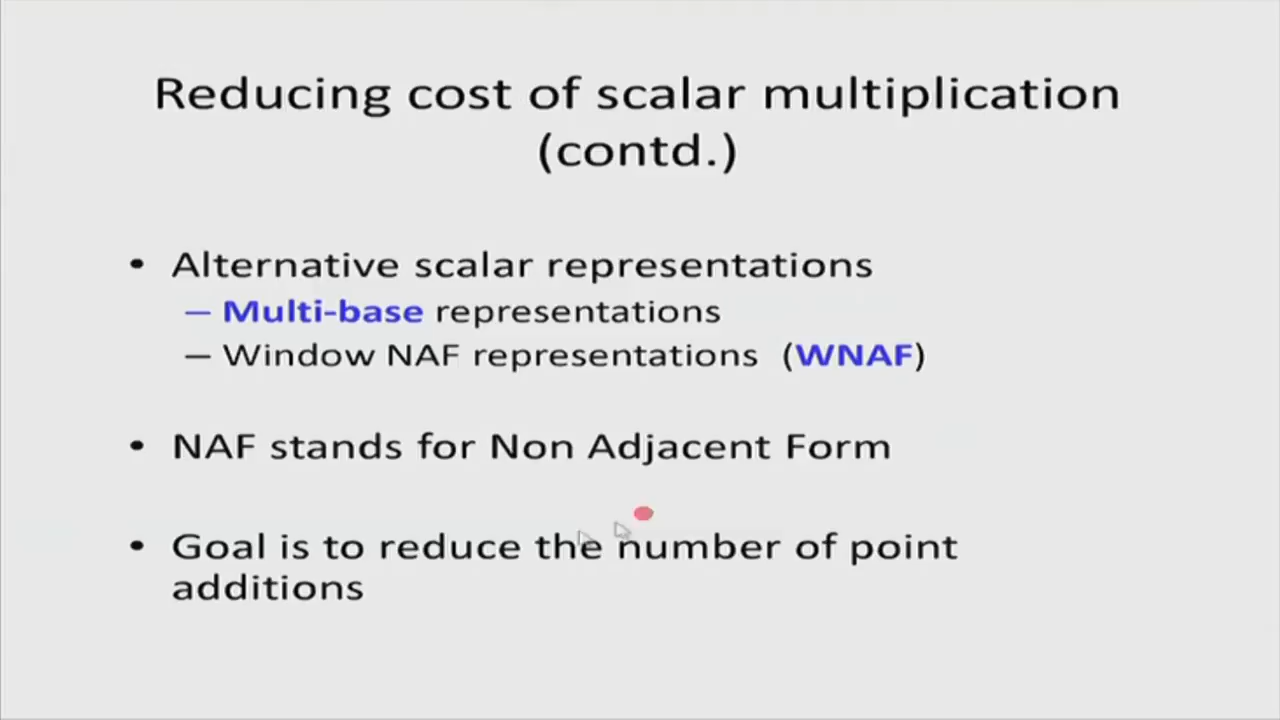 Reducing cost of scalar multiplication
(contd.)
• Alternative scalar representations
– Multi-base representations
– Window NAF representations (WNAF)
• NAF stands for Non Adjacent Form
• Goal is to reduce the number of point
additions